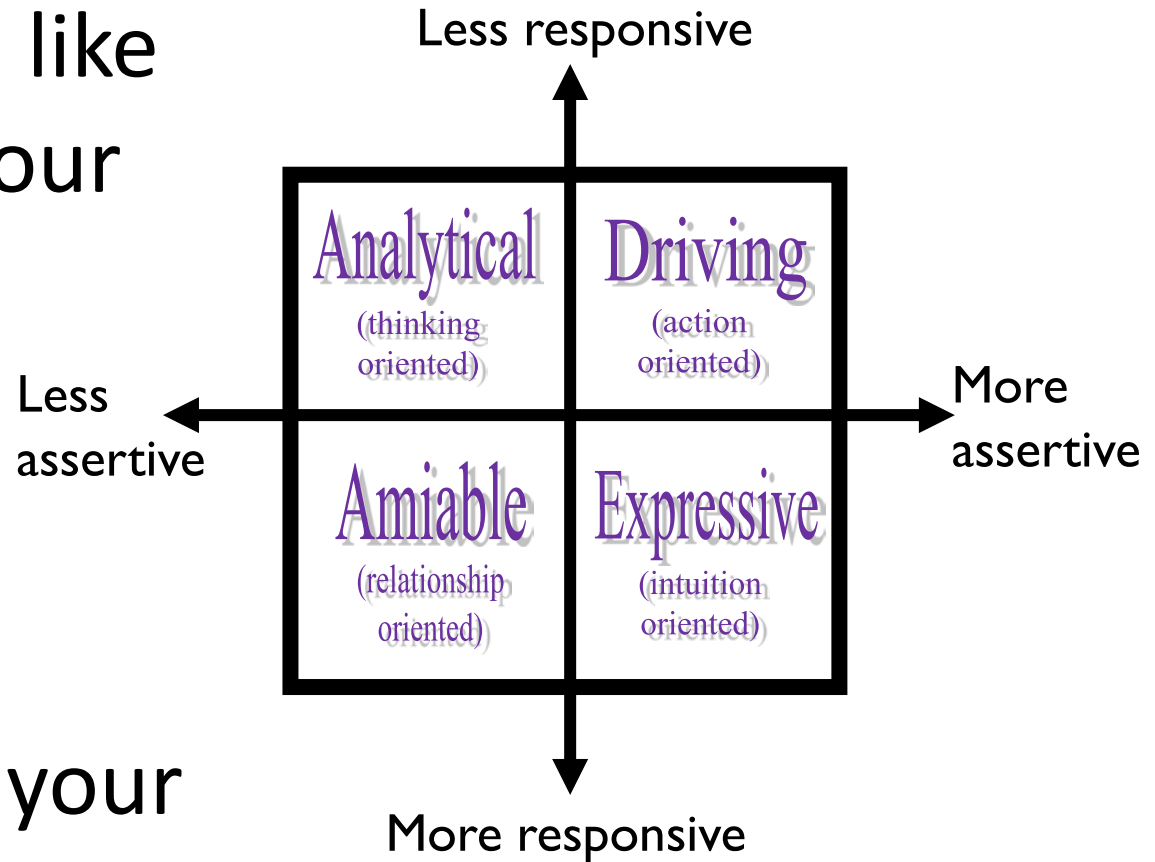 like
our
your
Less responsive
Analytical
(thinking
oriented)
Driving
(action
oriented)
Less
assertive
More
assertive
Amiable
(relationship
oriented)
Expressive
(intuition
oriented)
More responsive